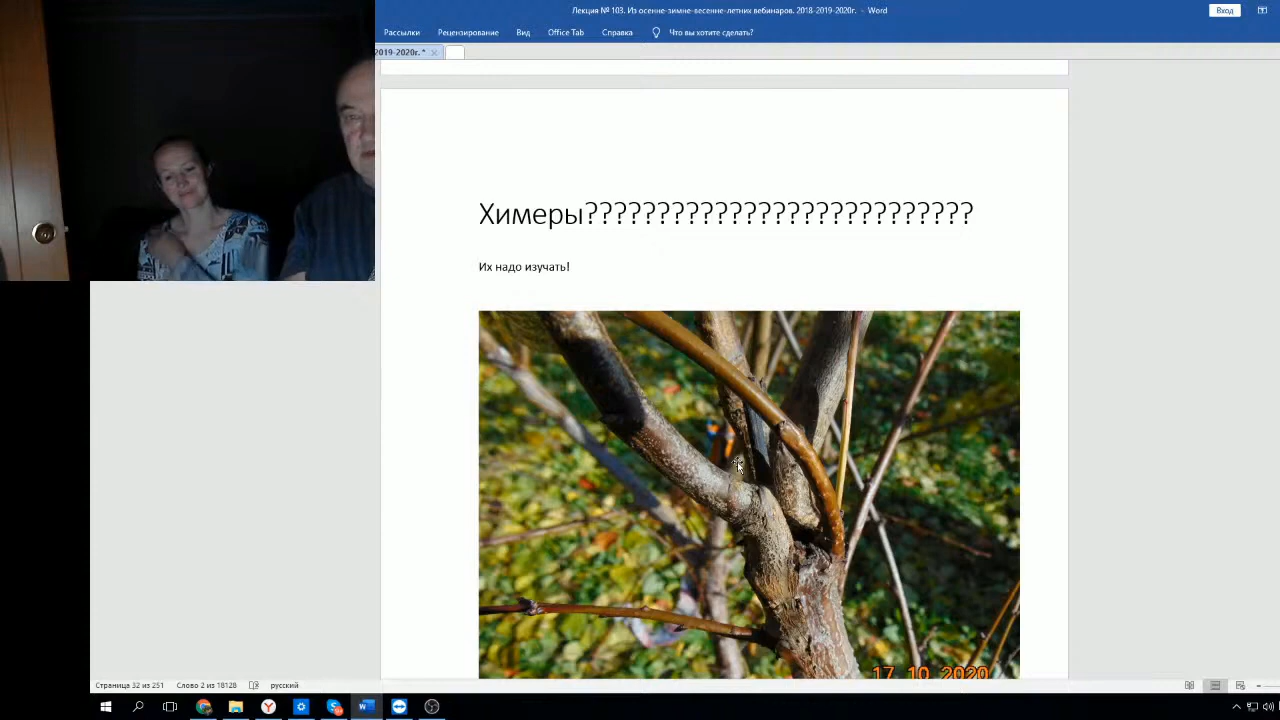 Лекция № 103. Из осенне-зимне-весенне-летних вебинаров. 2018-2019-2020г. - Word
Вход
Рассылки Рецензирование Вид Office Tab Справка Что вы хотите сделать?
2019-2020г. *
Химеры???????????????????????????
Их надо изучать!
17 10 2020
Страница 32 из 251 Слово 2 из 18128 русский